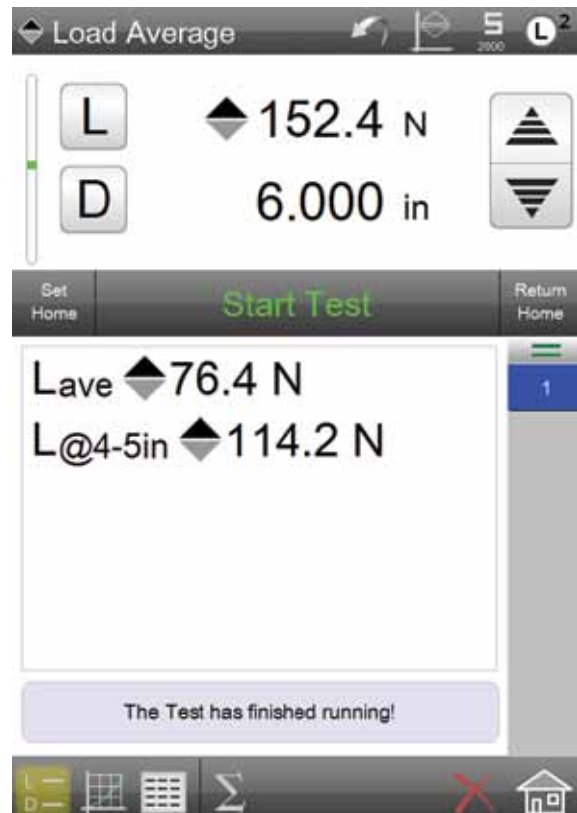 Load Average 5 2000 L2
L 152.4 N
D 6.000 in
Set Home Start Test Return Home
Lave 76.4 N 1
L@4-5in 114.2 N
The Test has finished running!
L
D
Σ